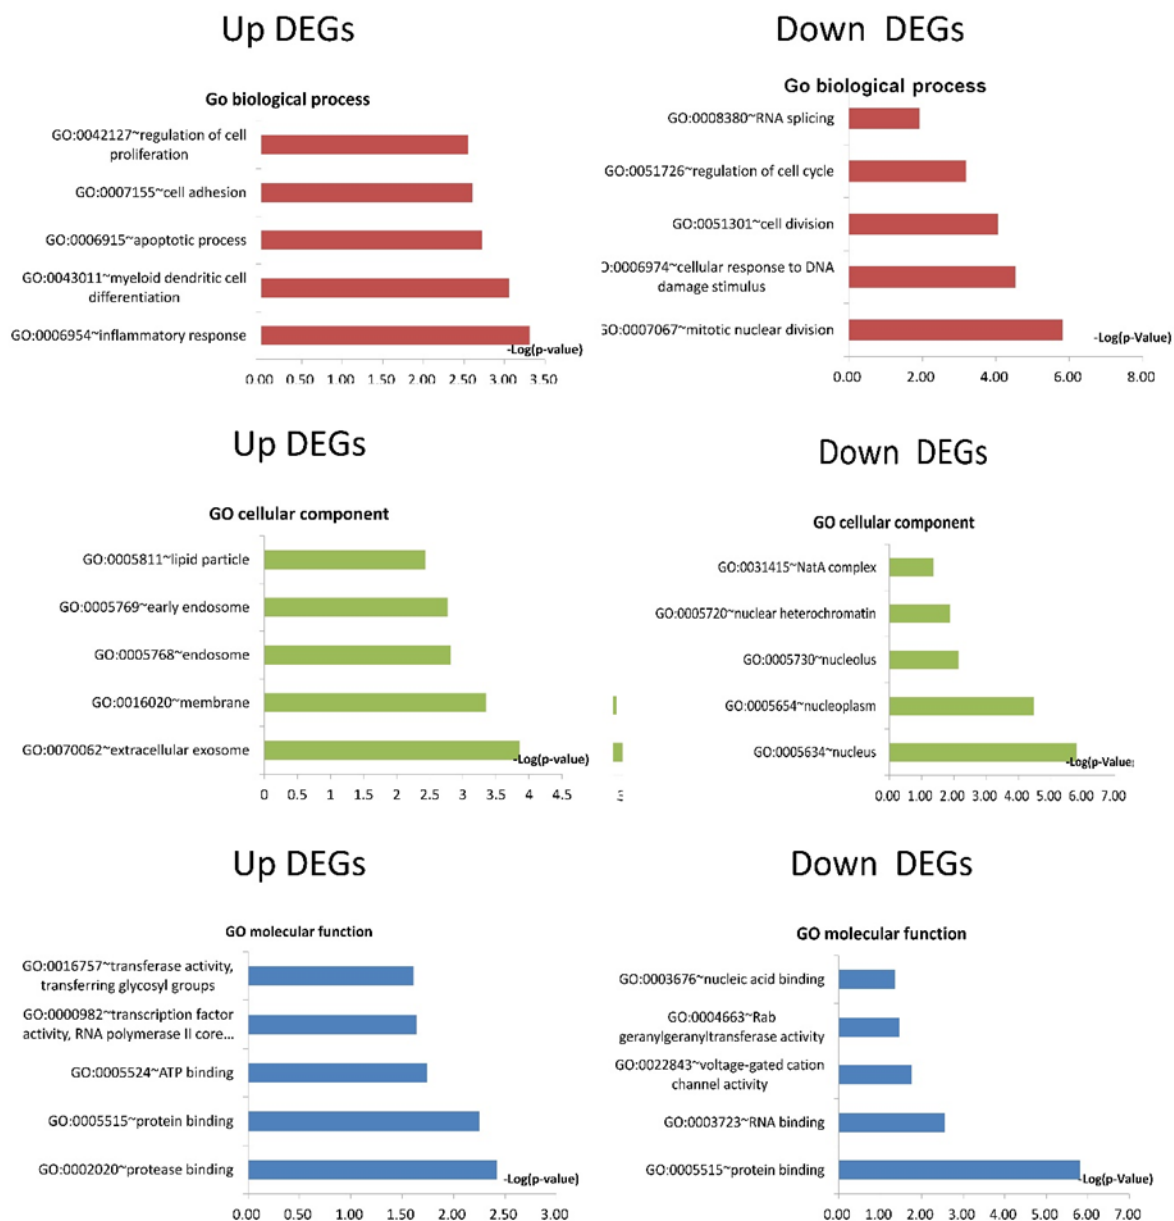 Up DEGs
Go biological process
GO:0042127~regulation of cell
proliferation
GO:0007155~cell adhesion
GO:0006915~apoptotic process
GO:0043011~myeloid dendritic cell
differentiation
GO:0006954~inflammatory response
-Log(p-value)
0.00 0.50 1.00 1.50 2.00 2.50 3.00 3.50
Down DEGs
Go biological process
GO:0008380~RNA splicing
GO:0051726~regulation of cell cycle
GO:0051301~cell division
O:0006974~cellular response to DNA
damage stimulus
GO:0007067~mitotic nuclear division
-Log(p-Value)
0.00 2.00 4.00 6.00 8.00
Up DEGs
GO cellular component
GO:0005811~lipid particle
GO:0005769~early endosome
GO:0005768~endosome
GO:0016020~membrane
GO:0070062~extracellular exosome
-Log(p-value)
0 0.5 1 1.5 2 2.5 3 3.5 4 4.5
Down DEGs
GO cellular component
GO:0031415~NatA complex
GO:0005720~nuclear heterochromatin
GO:0005730~nucleolus
GO:0005654~nucleoplasm
GO:0005634~nucleus
-Log(p-Value)
0.00 1.00 2.00 3.00 4.00 5.00 6.00 7.00
Up DEGs
GO molecular function
GO:0016757~transferase activity,
transferring glycosyl groups
GO:0000982~transcription factor
activity, RNA polymerase II core...
GO:0005524~ATP binding
GO:0005515~protein binding
GO:0002020~protease binding
-Log(p-value)
0.00 0.50 1.00 1.50 2.00 2.50 3.00
Down DEGs
GO molecular function
GO:0003676~nucleic acid binding
GO:0004663~Rab
geranylgeranyltransferase activity
GO:0022843~voltage-gated cation
channel activity
GO:0003723~RNA binding
GO:0005515~protein binding
-Log(p-Value)
0.00 1.00 2.00 3.00 4.00 5.00 6.00 7.00